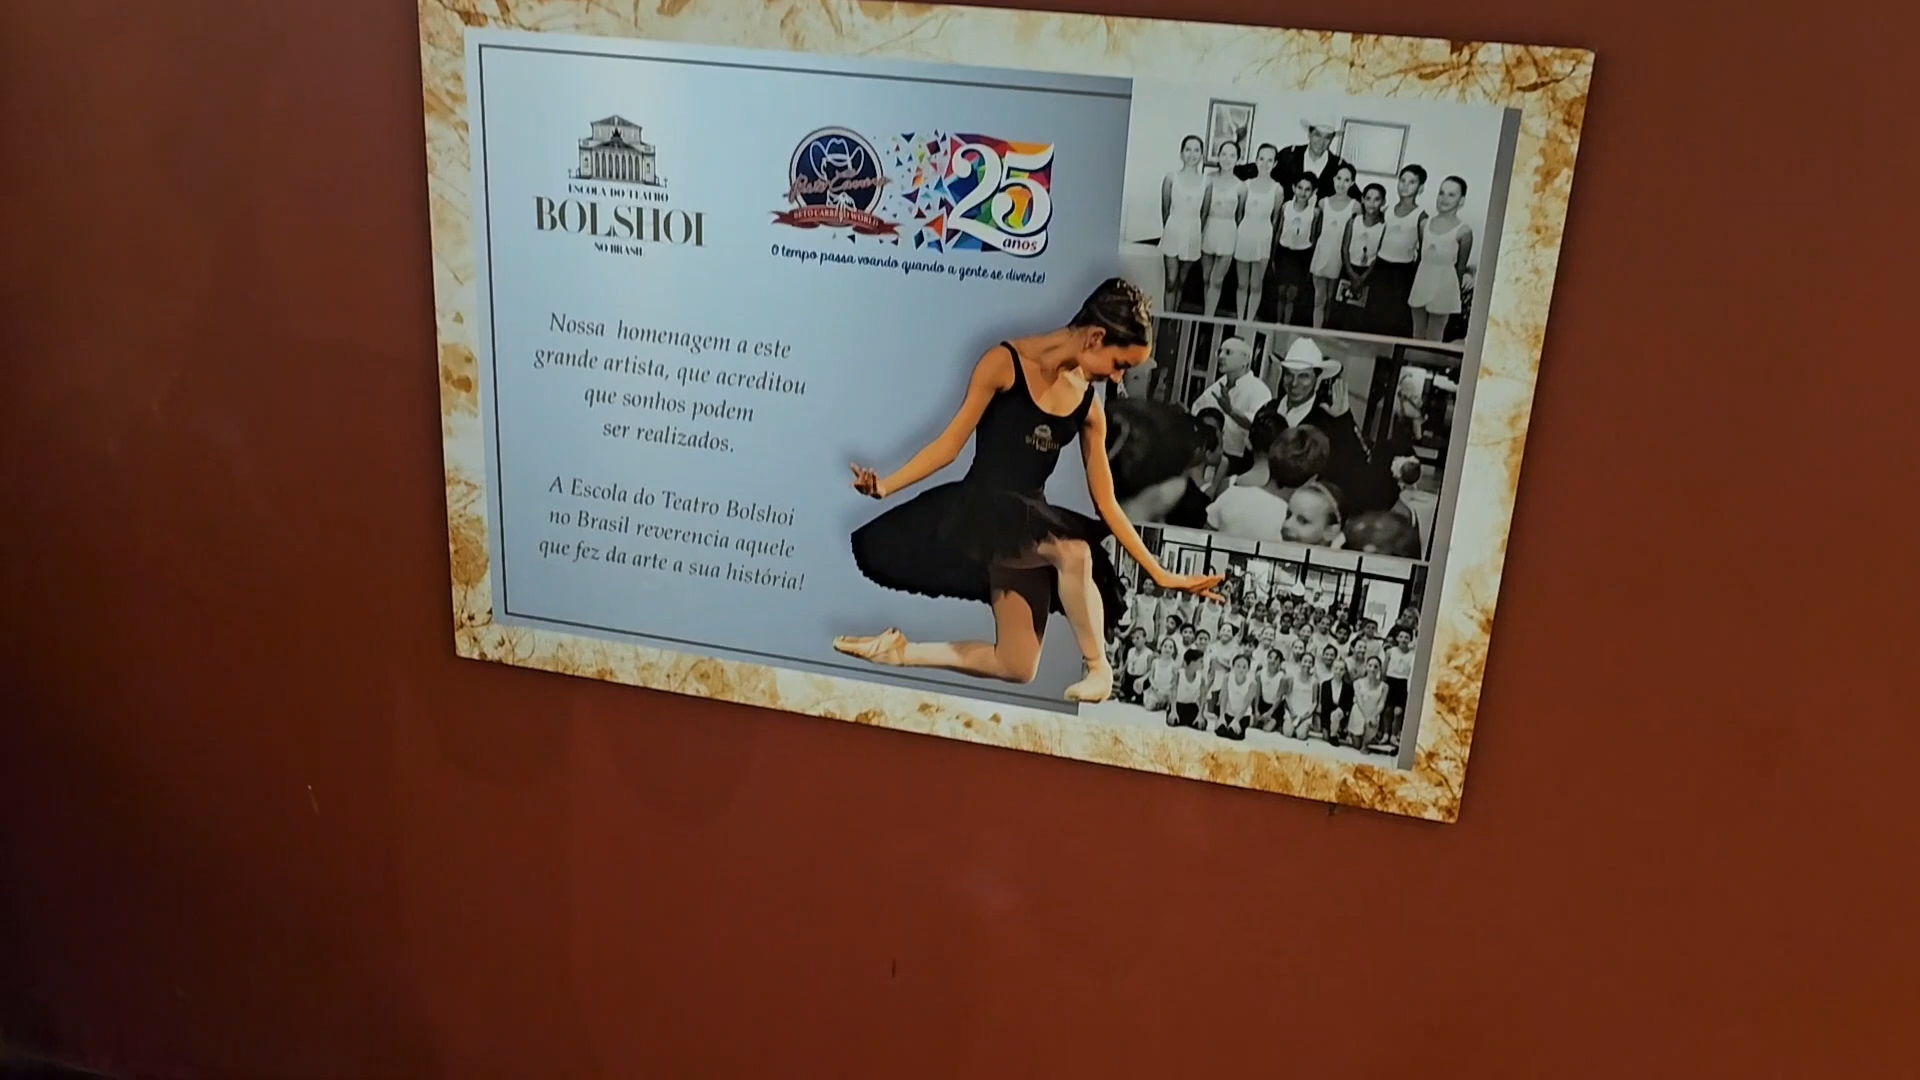 ESCOLA DO TEATRO
BOLSHOI
NO BRASIL
Beto Carrero
BETO CARRERO WORLD
25
anos
O tempo passa voando quando a gente se diverte!
Nossa homenagem a este
grande artista, que acreditou
que sonhos podem
ser realizados.
A Escola do Teatro Bolshoi
no Brasil reverencia aquele
que fez da arte a sua história!
BOLSHOI